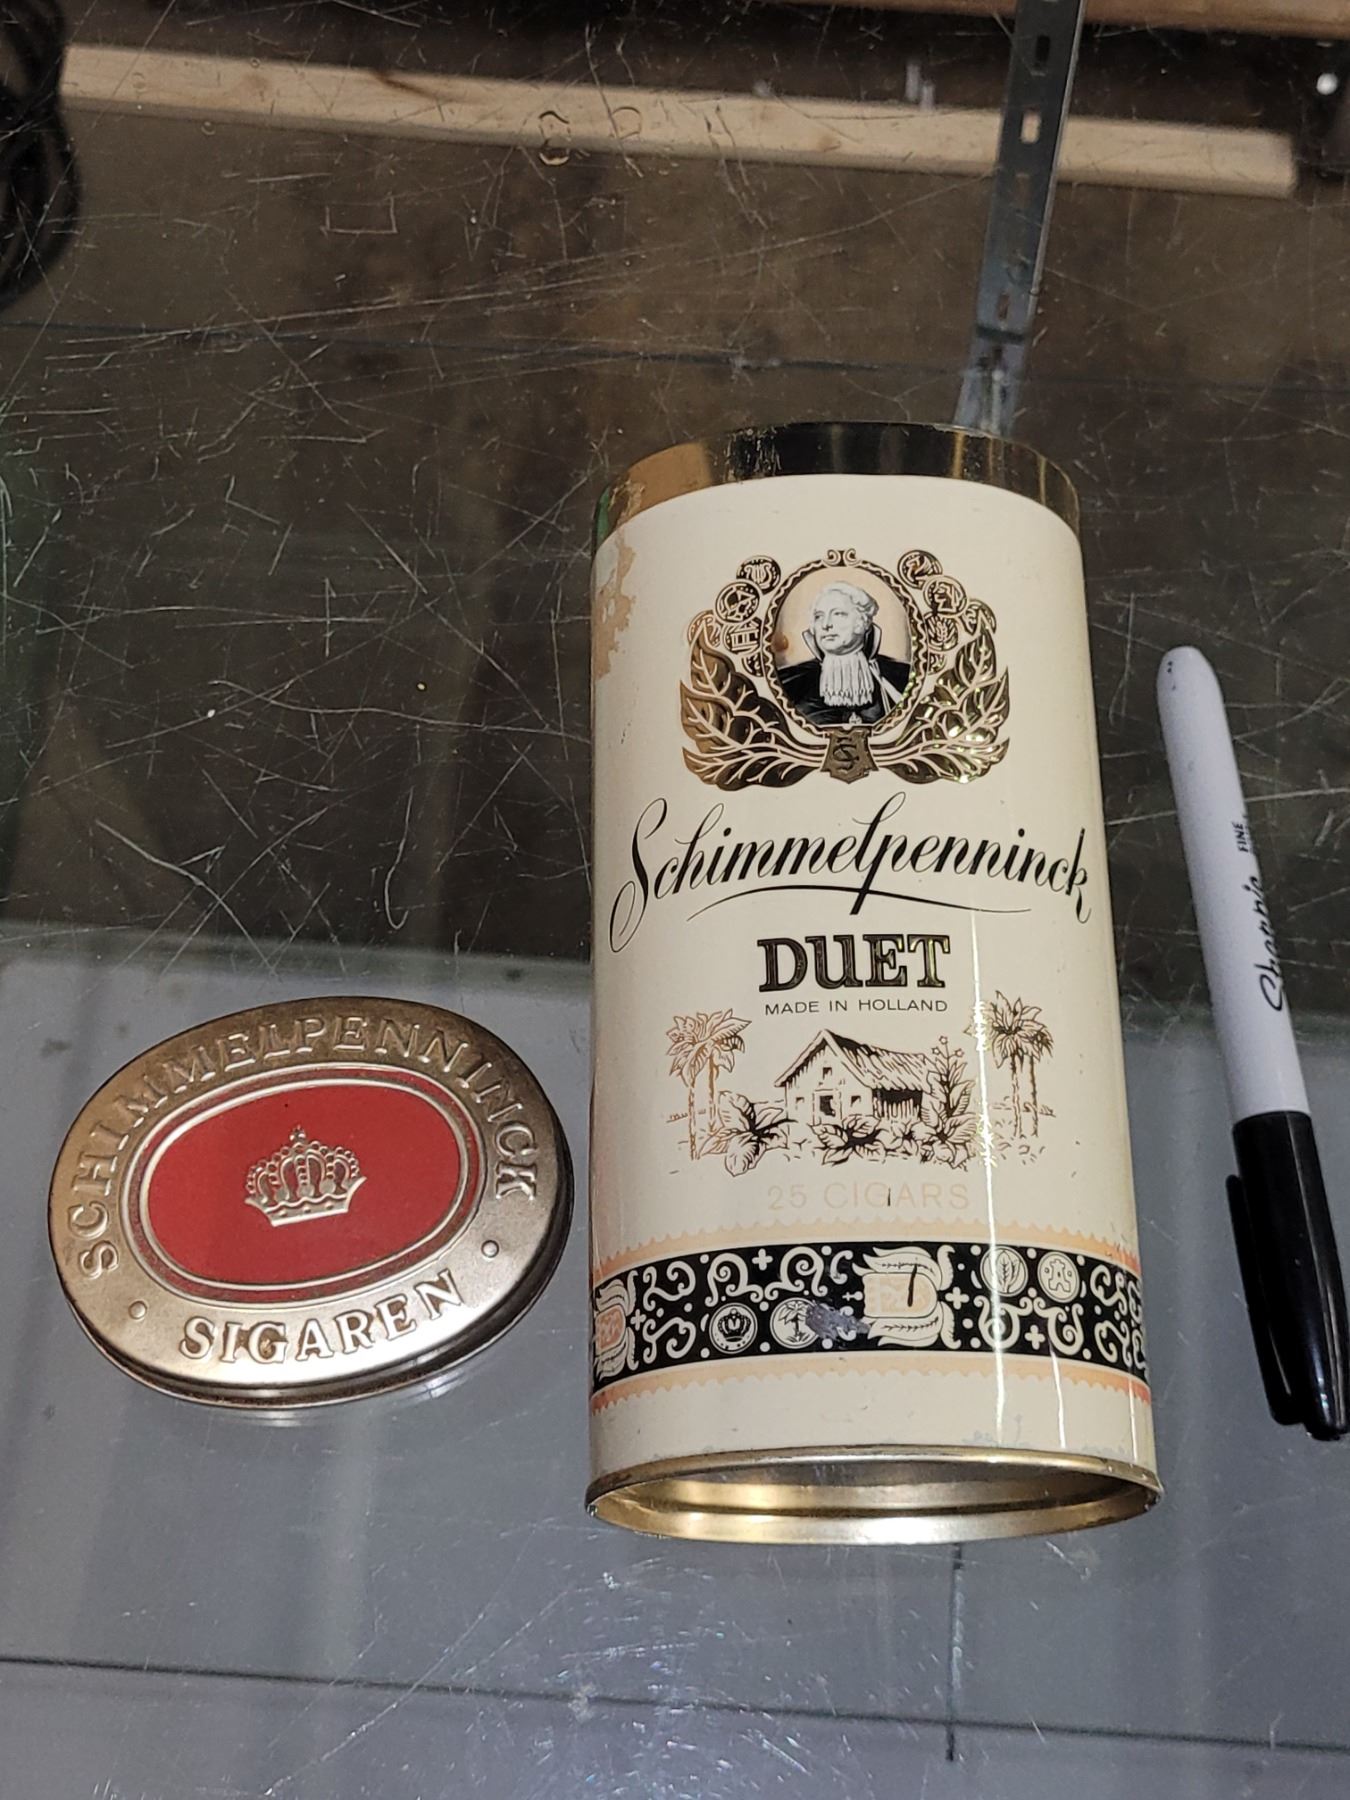 Schimmelpenninck
DUET
MADE IN HOLLAND
25 CIGARS
SCHIMMELPENNINCK
SIGAREN
Sharpie
FINE